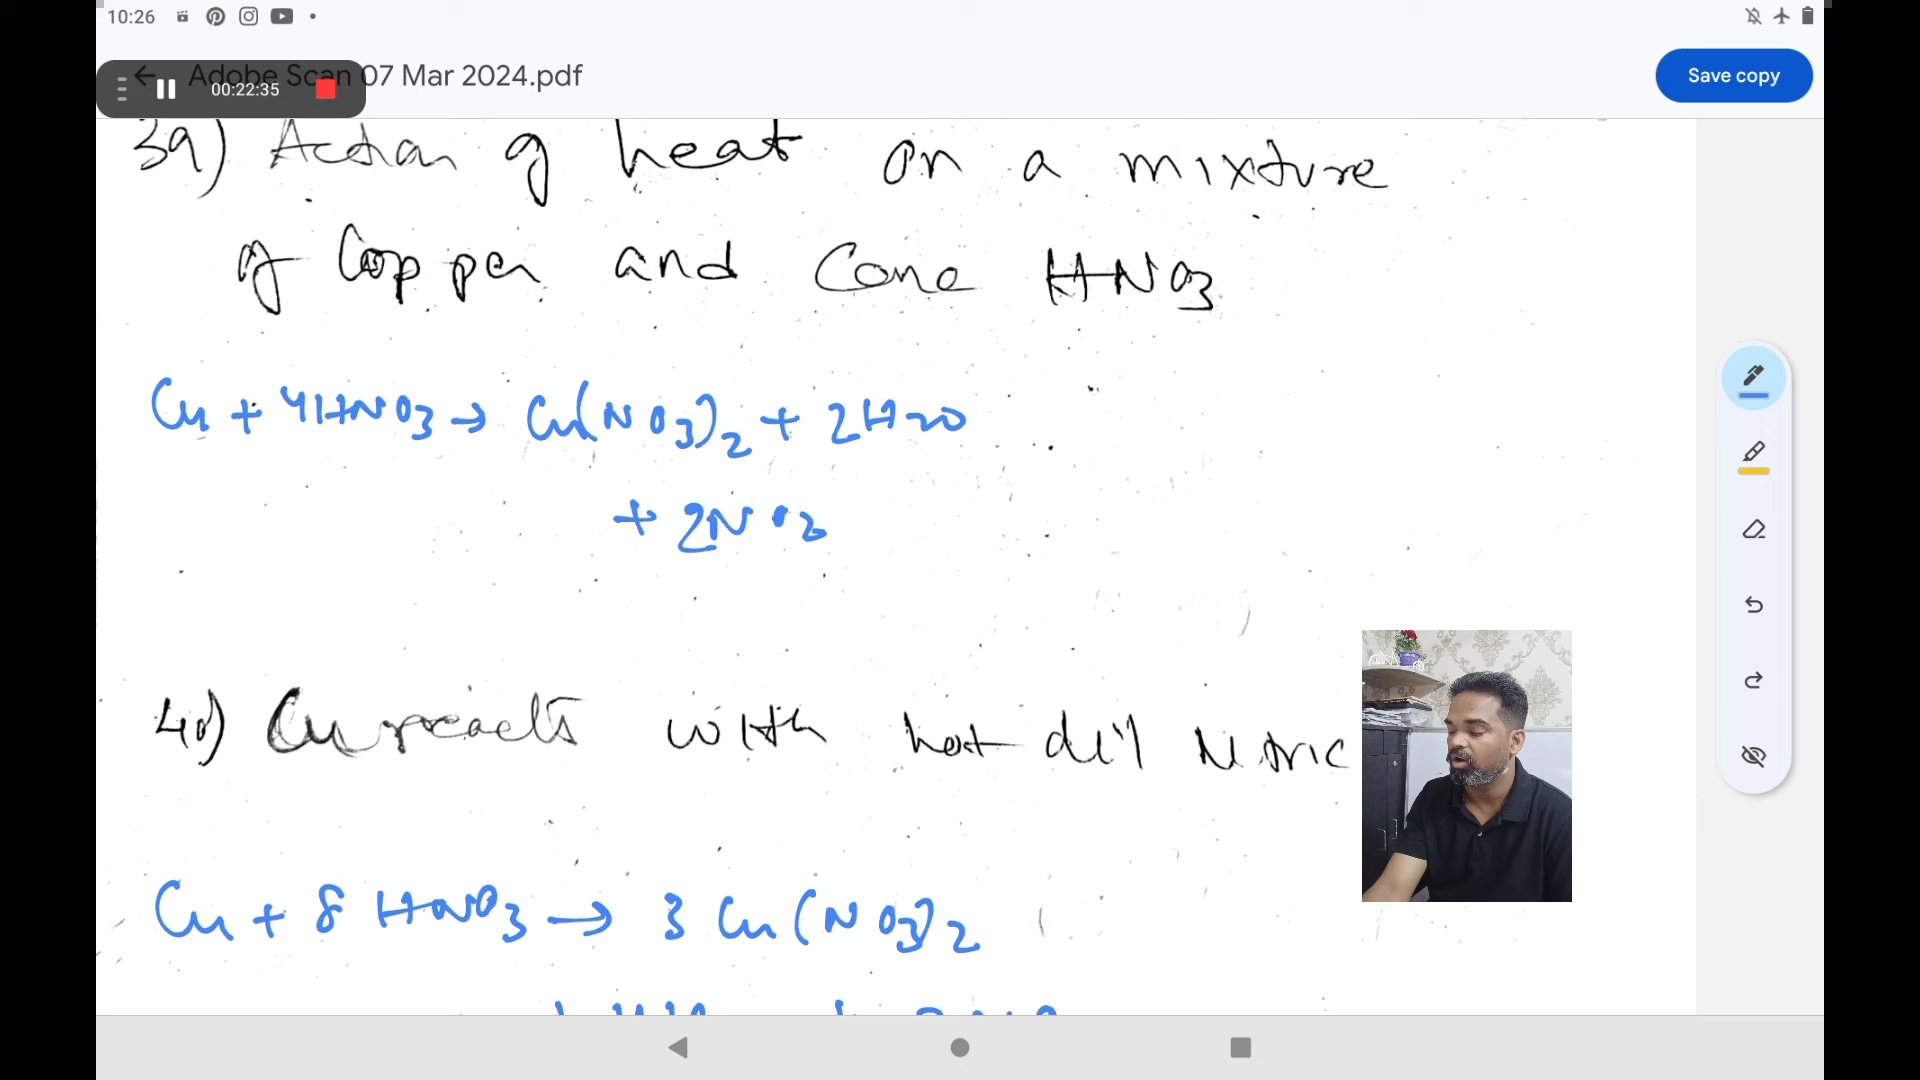 10:26
Adobe Scan 07 Mar 2024.pdf
00:22:35
Save copy
39) Action of heat on a mixture
of Copper and Conc HNO3
Cu + 4HNO3 → Cu(NO3)2 + 2H2O
+ 2NO2
40) Cu reacts with hot dil Nitric
Cu + 8 HNO3 → 3 Cu(NO3)2